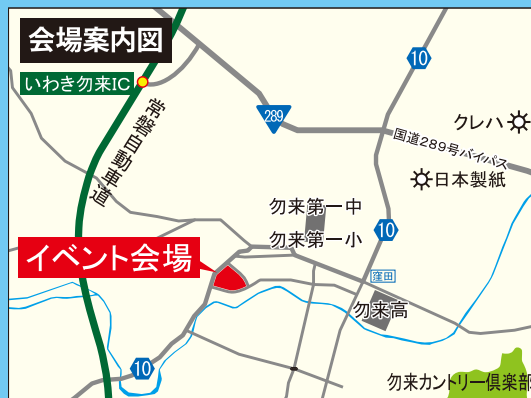 会場案内図
いわき勿来IC
常磐自動車道
10
289
クレハ
国道289号バイパス
日本製紙
勿来第一中
10
勿来第一小
イベント会場
窪田
勿来高
10
勿来カントリー倶楽部